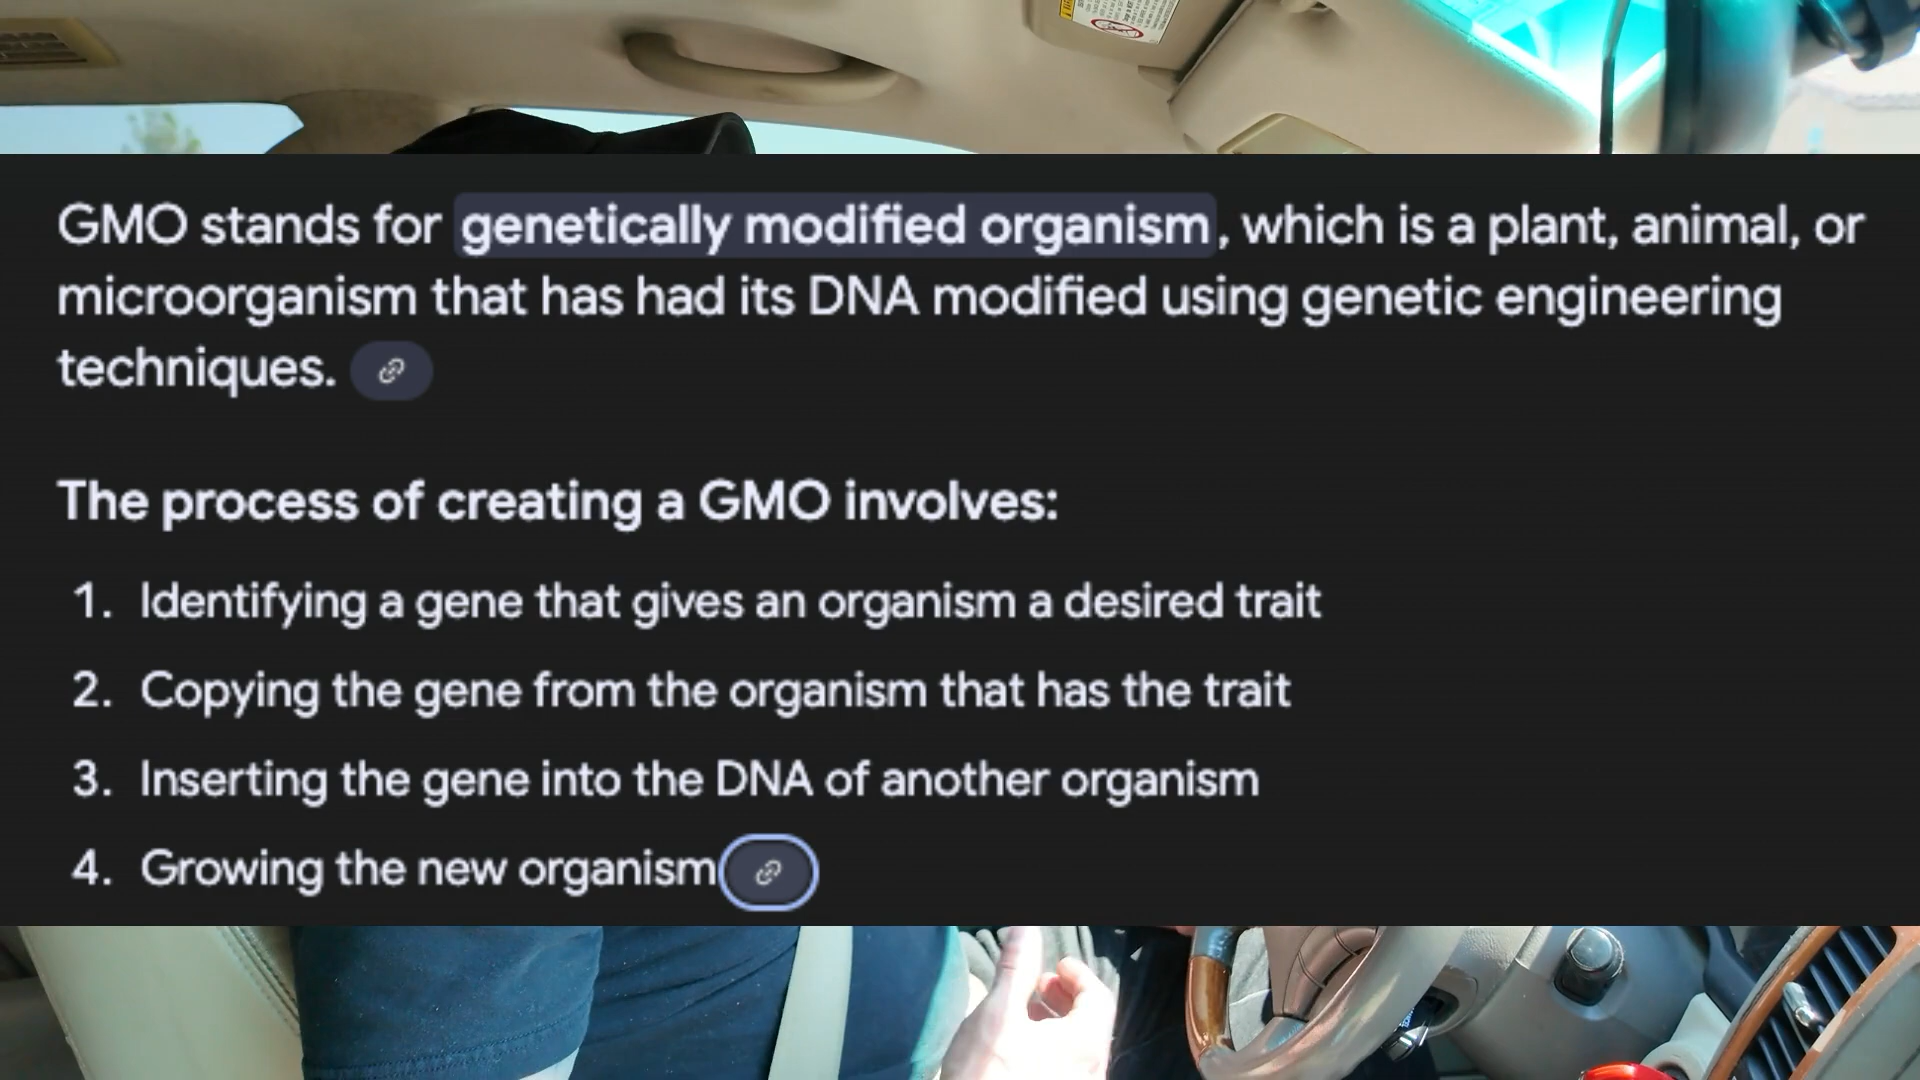 GMO stands for genetically modified organism, which is a plant, animal, or
microorganism that has had its DNA modified using genetic engineering
techniques.
The process of creating a GMO involves:
1. Identifying a gene that gives an organism a desired trait
2. Copying the gene from the organism that has the trait
3. Inserting the gene into the DNA of another organism
4. Growing the new organism